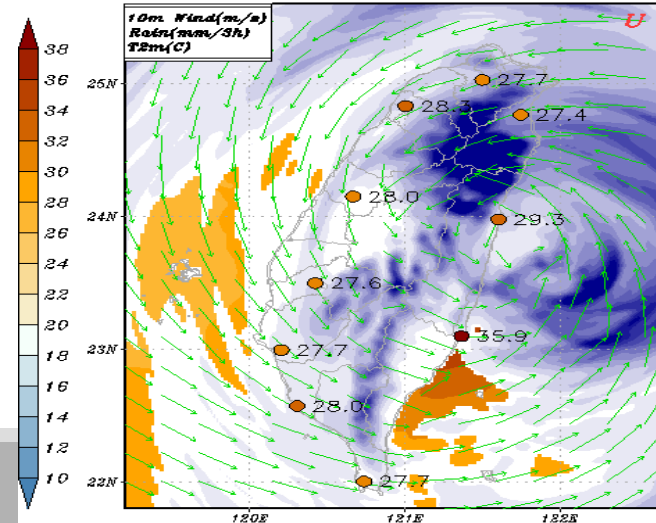 10m Wind(m/s)
Rain(mm/3h)
T2m(C)
U
38
36
34
32
30
28
26
24
22
20
18
16
14
12
10
25N
24N
23N
22N
120E
121E
122E
27.7
28.3
27.4
28.0
29.3
27.6
35.9
27.7
28.0
27.7